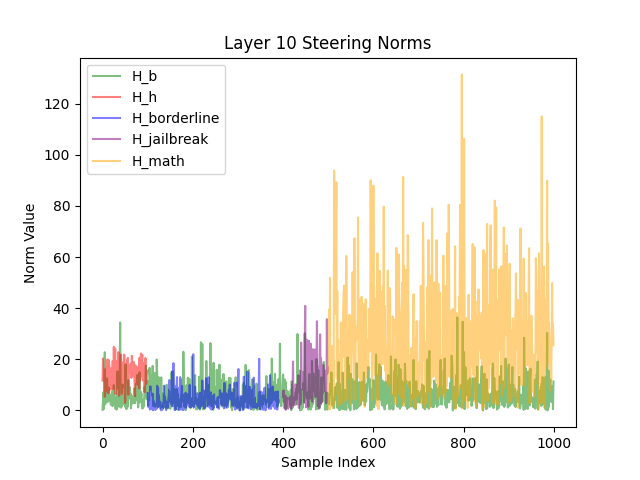 Layer 10 Steering Norms
H_b
H_h
H_borderline
H_jailbreak
H_math
Norm Value
120
100
80
60
40
20
0
0 200 400 600 800 1000
Sample Index